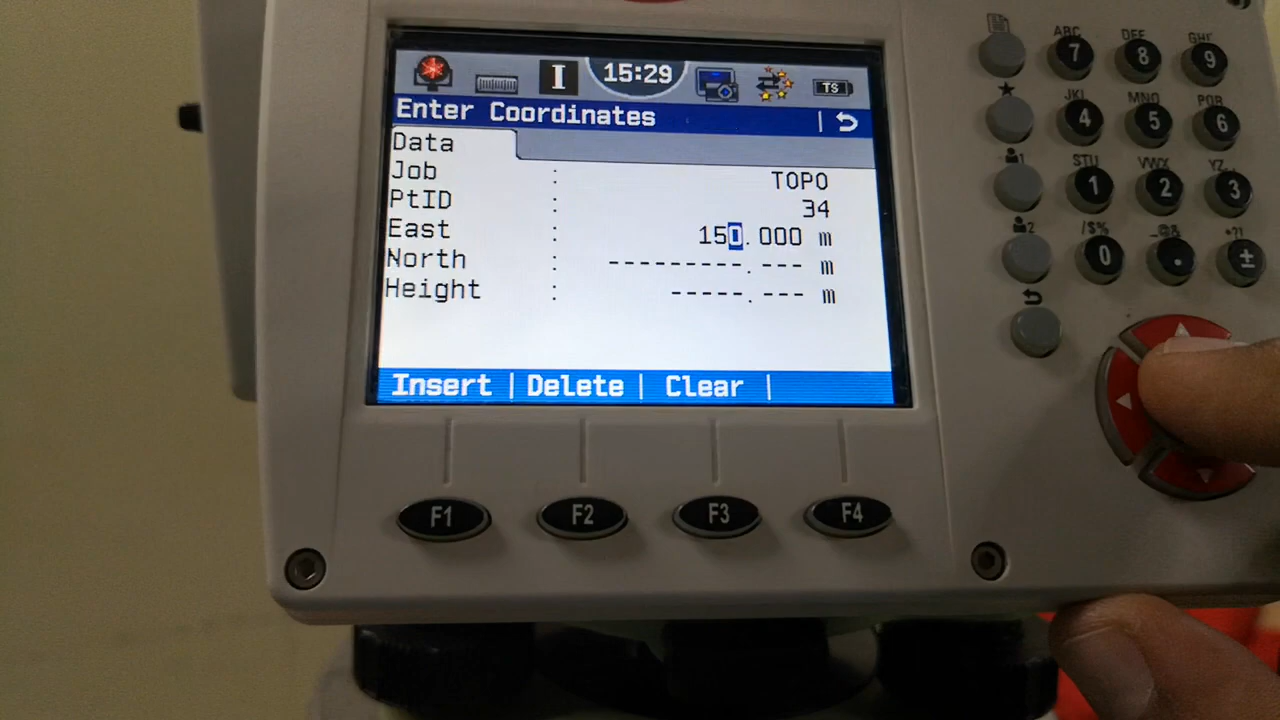 I 15:29 TS
Enter Coordinates
Data
Job : TOPO
PtID : 34
East : 150.000 m
North : ---------.--- m
Height : -----.--- m
Insert | Delete | Clear |
F1 F2 F3 F4
ABC DEF GHI
7 8 9
JKL MNO PQR
4 5 6
STU VWX YZ
1 2 3
/$% _@& *?!
0 . ±
1
2